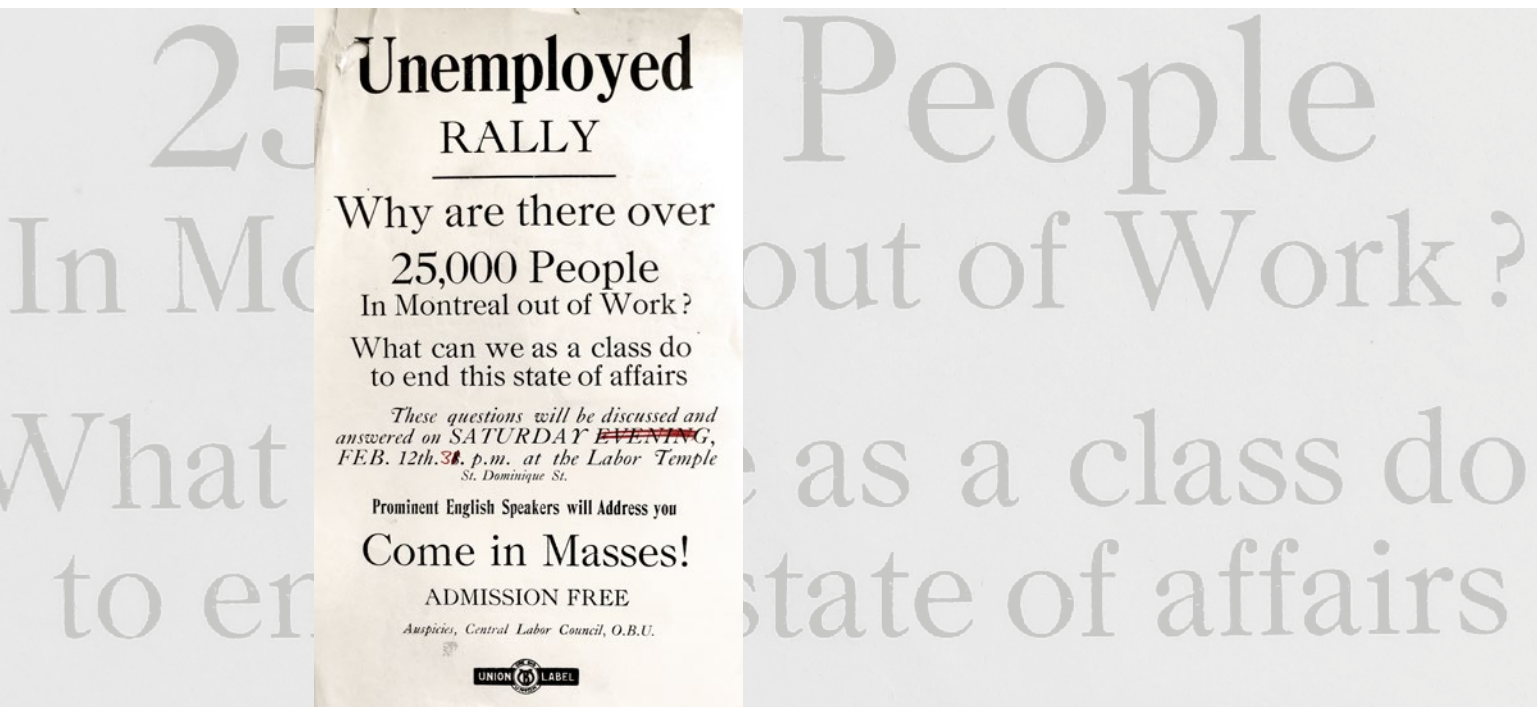 Unemployed
RALLY
Why are there over
25,000 People
In Montreal out of Work?
What can we as a class do
to end this state of affairs
These questions will be discussed and
answered on SATURDAY EVENING,
FEB. 12th. 3. p.m. at the Labor Temple
St. Dominique St.
Prominent English Speakers will Address you
Come in Masses!
ADMISSION FREE
Auspicies, Central Labor Council, O.B.U.
UNION LABEL
25 People
In Mo out of Work ?
What e as a class do
to en state of affairs